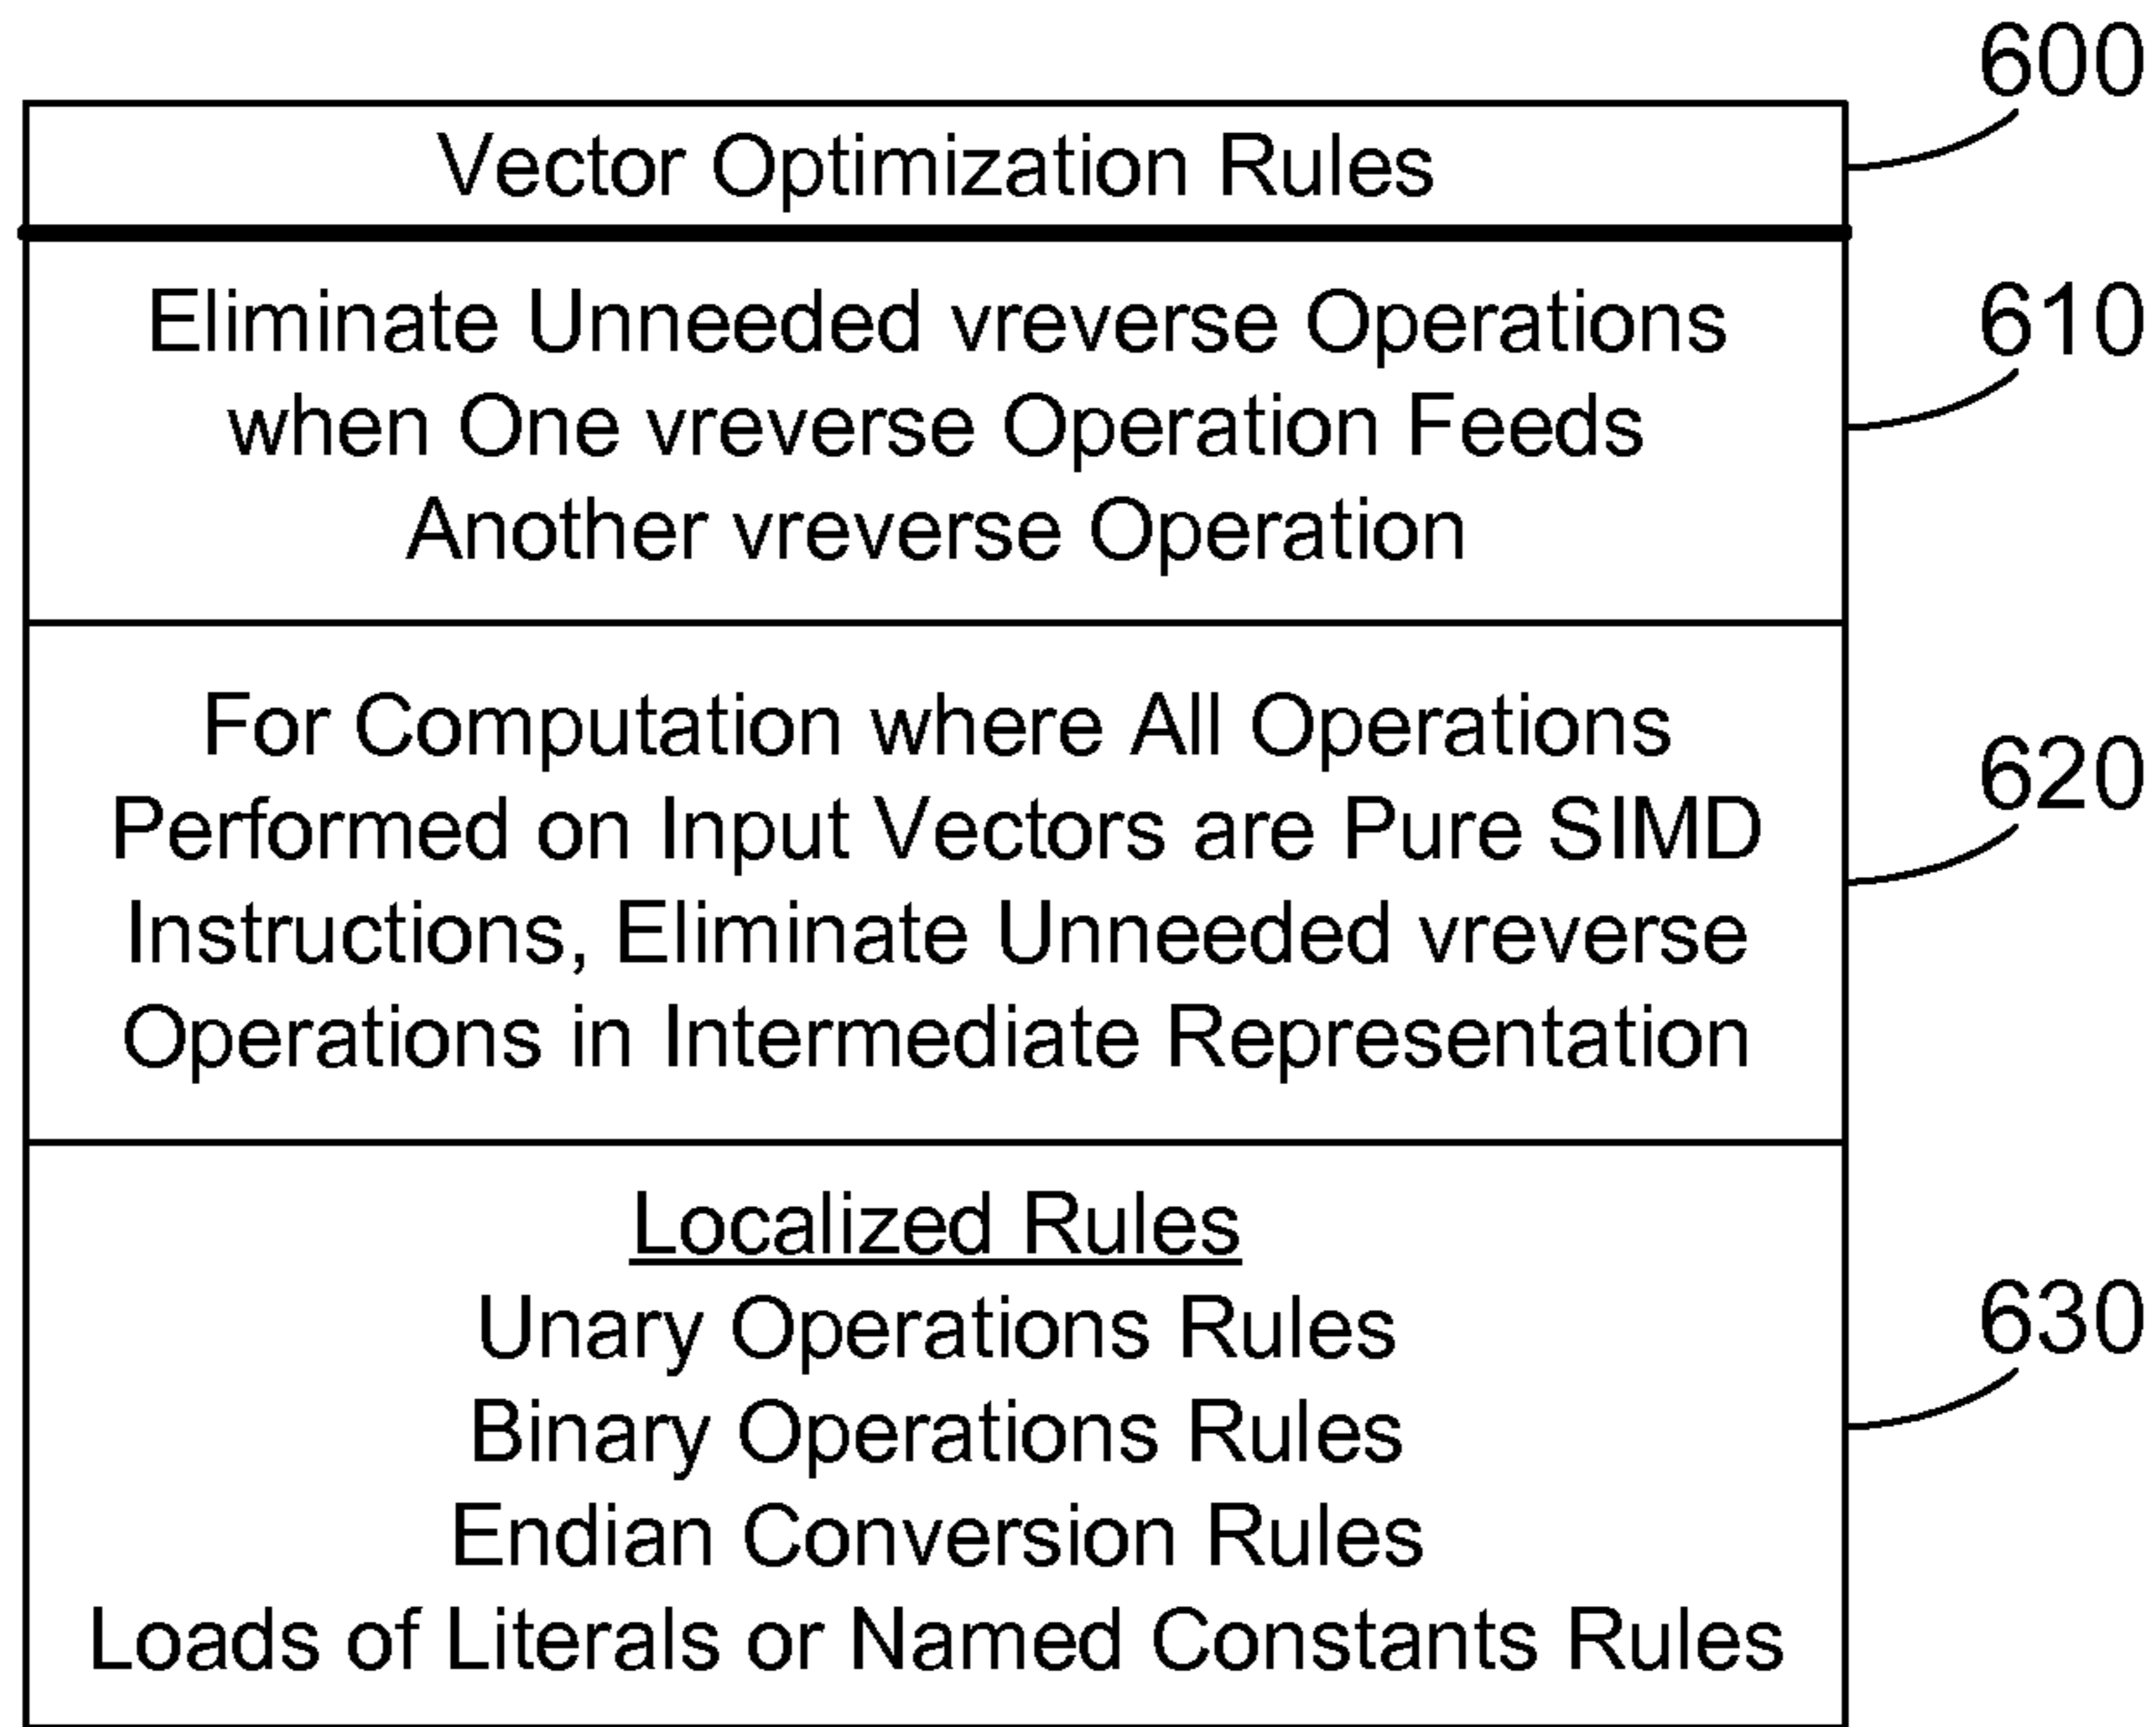 600
Vector Optimization Rules
Eliminate Unneeded vreverse Operations
when One vreverse Operation Feeds
Another vreverse Operation
610
For Computation where All Operations
Performed on Input Vectors are Pure SIMD
Instructions, Eliminate Unneeded vreverse
Operations in Intermediate Representation
620
Localized Rules
Unary Operations Rules
Binary Operations Rules
Endian Conversion Rules
Loads of Literals or Named Constants Rules
630